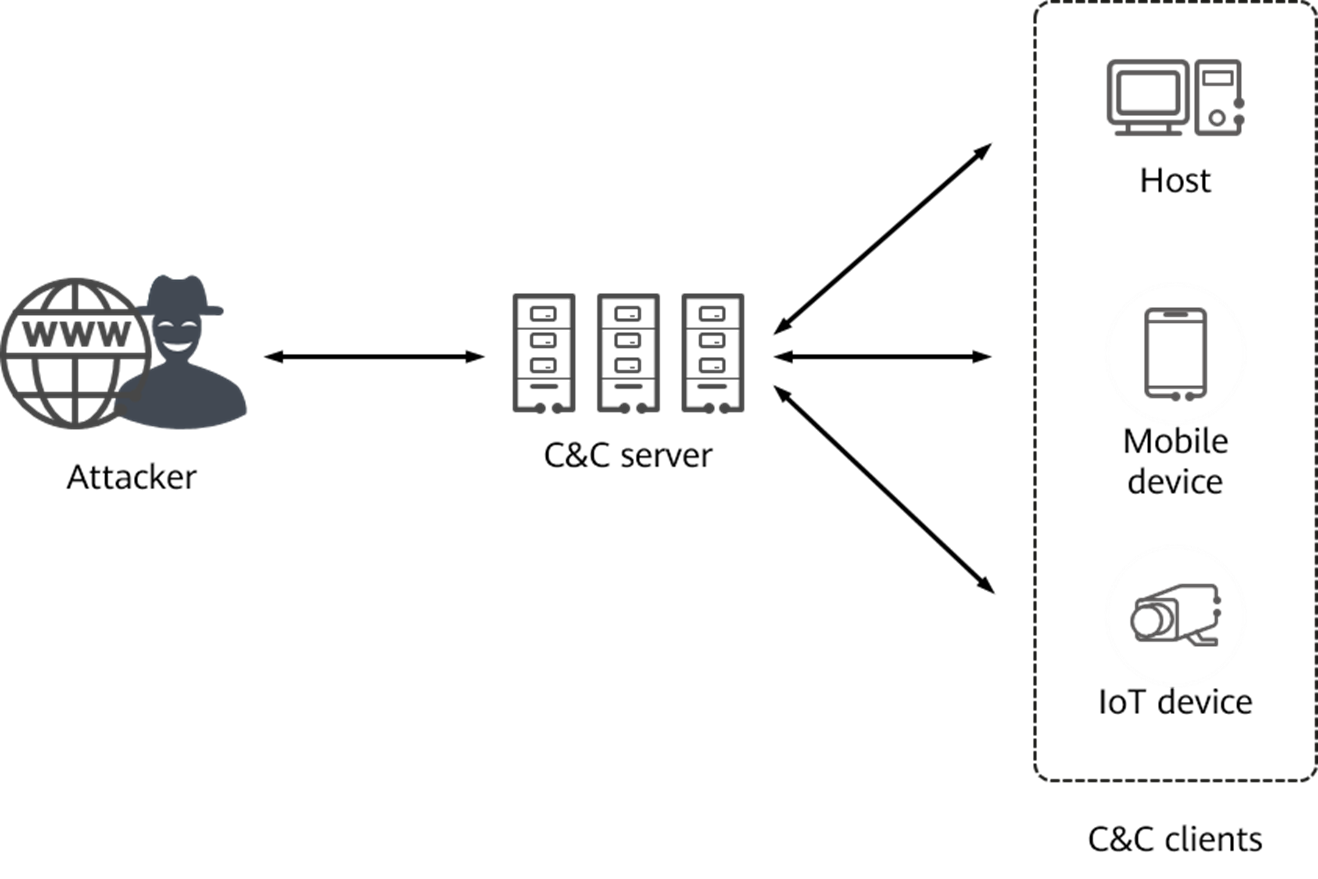 WWW
Attacker
C&C server
Host
Mobile
device
IoT device
C&C clients